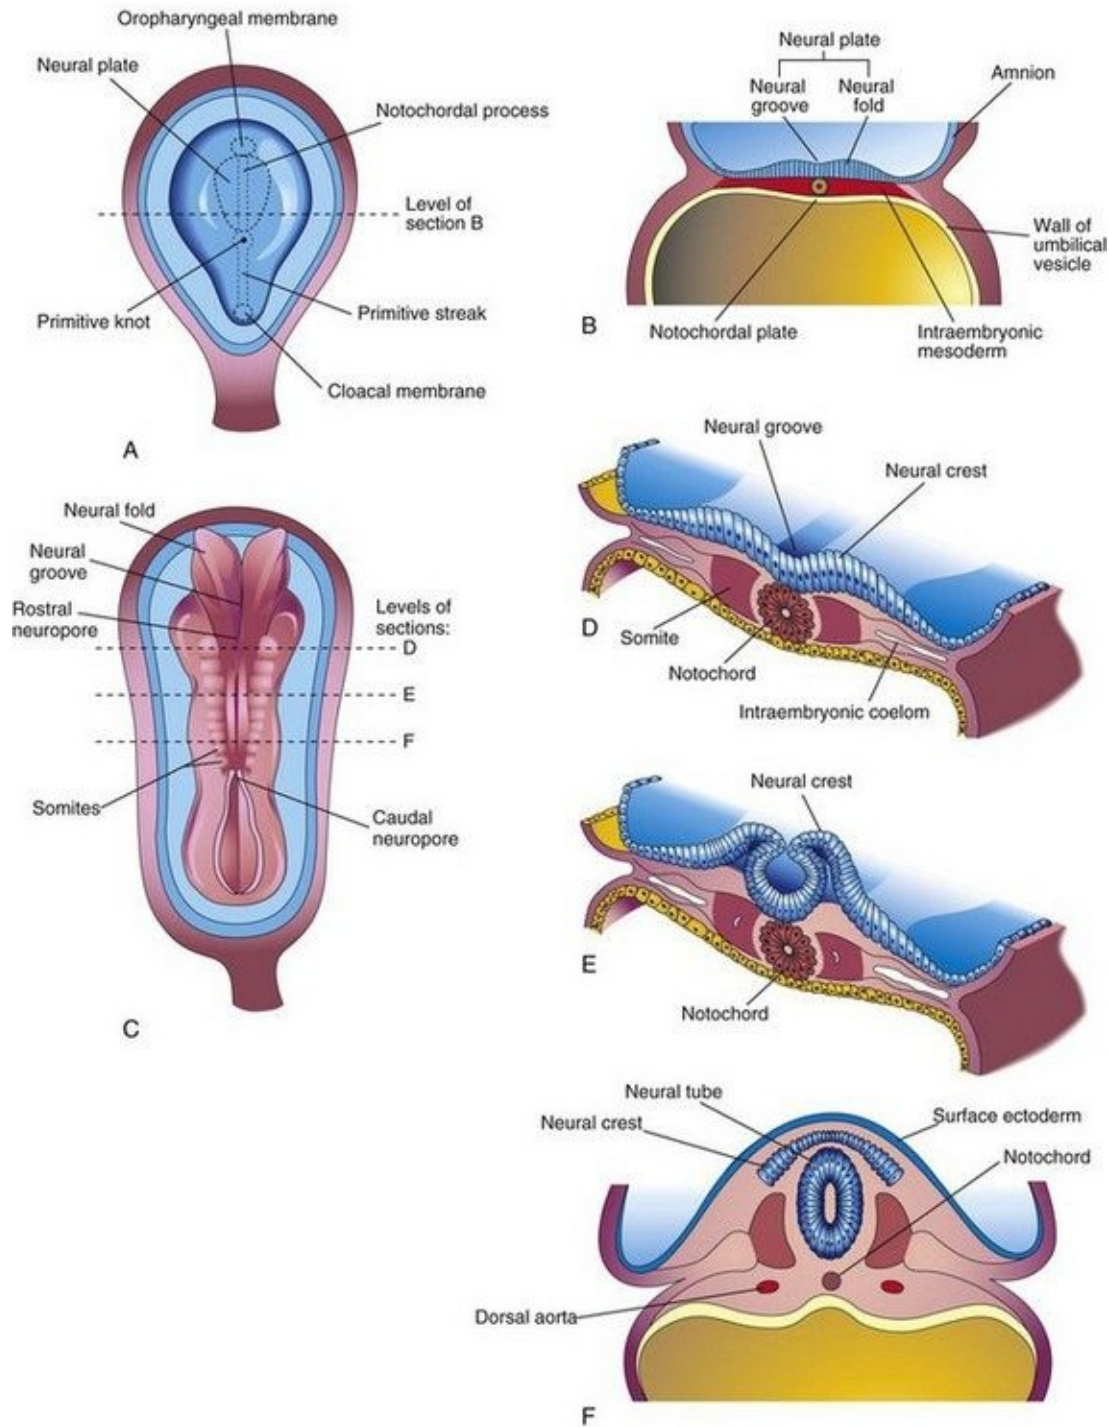 Oropharyngeal membrane
Neural plate
Notochordal process
Level of
section B
Primitive knot
Primitive streak
Cloacal membrane
A
Neural plate
Neural
groove
Neural
fold
Amnion
Wall of
umbilical
vesicle
B
Notochordal plate
Intraembryonic
mesoderm
Neural fold
Neural
groove
Rostral
neuropore
Levels of
sections:
D
E
F
Somites
Caudal
neuropore
C
Neural groove
Neural crest
D
Somite
Notochord
Intraembryonic coelom
Neural crest
E
Notochord
Neural tube
Neural crest
Surface ectoderm
Notochord
Dorsal aorta
F